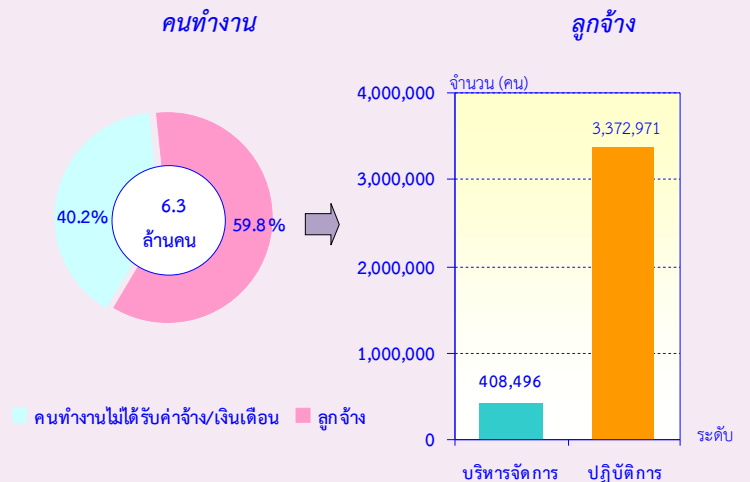 คนทำงาน
40.2%
6.3
ล้านคน
59.8%
คนทำงานไม่ได้รับค่าจ้าง/เงินเดือน
ลูกจ้าง
ลูกจ้าง
จำนวน (คน)
4,000,000
3,000,000
2,000,000
1,000,000
0
3,372,971
408,496
ระดับ
บริหารจัดการ
ปฏิบัติการ